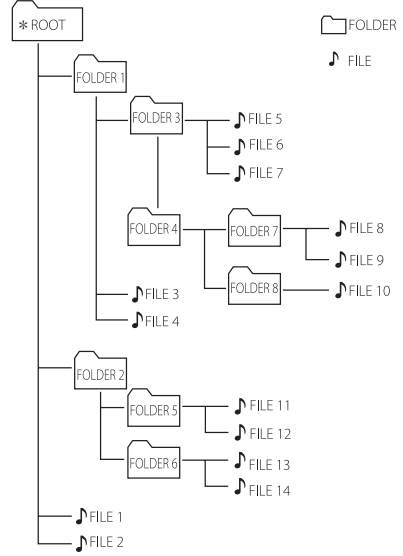 * ROOT
FOLDER
FILE
FOLDER 1
FOLDER 3
FILE 5
FILE 6
FILE 7
FOLDER 4
FOLDER 7
FILE 8
FILE 9
FOLDER 8
FILE 10
FILE 3
FILE 4
FOLDER 2
FOLDER 5
FILE 11
FILE 12
FOLDER 6
FILE 13
FILE 14
FILE 1
FILE 2